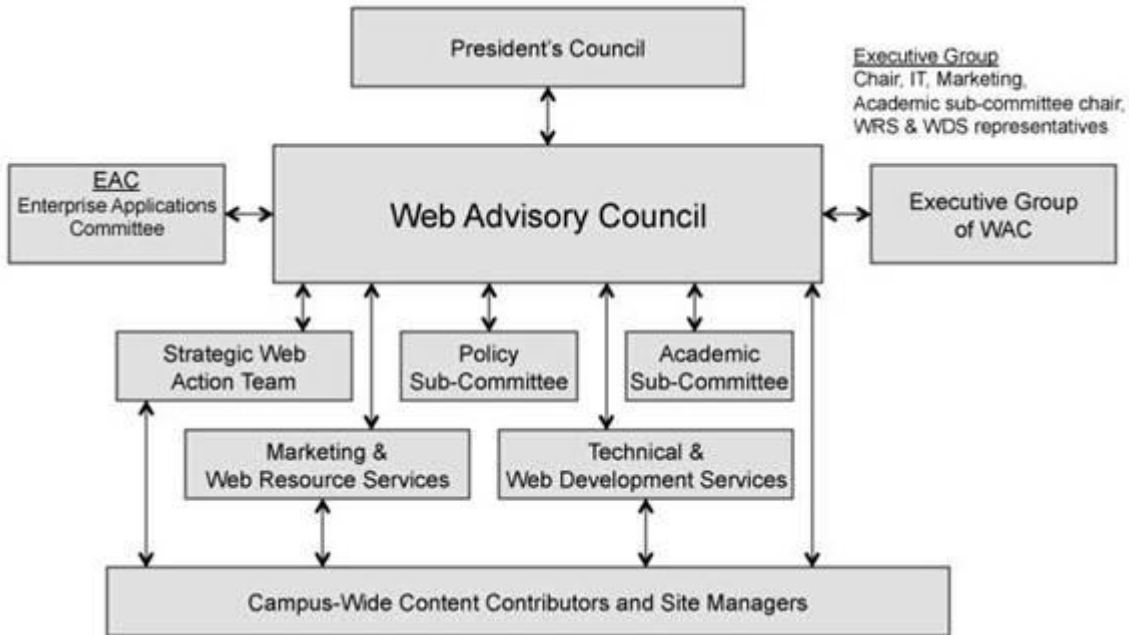 President's Council
Executive Group
Chair, IT, Marketing,
Academic sub-committee chair,
WRS & WDS representatives
EAC
Enterprise Applications
Committee
Web Advisory Council
Executive Group
of WAC
Strategic Web
Action Team
Policy
Sub-Committee
Academic
Sub-Committee
Marketing &
Web Resource Services
Technical &
Web Development Services
Campus-Wide Content Contributors and Site Managers